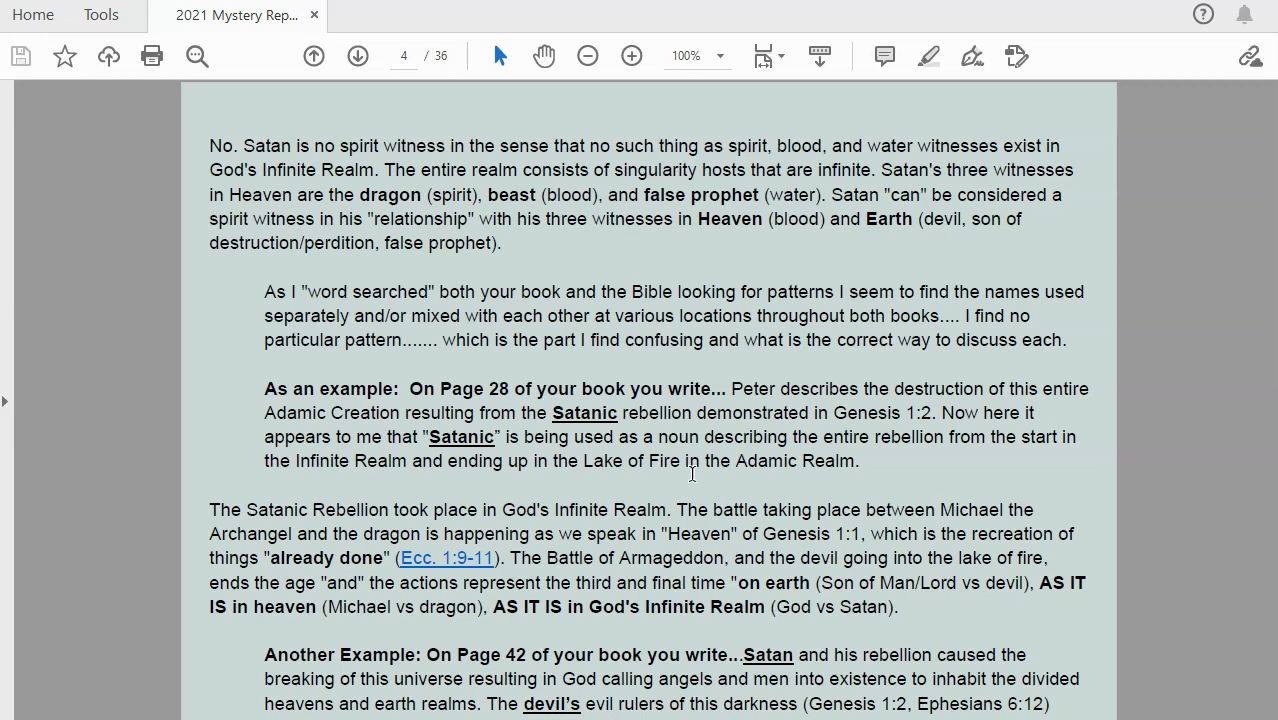 Home Tools 2021 Mystery Rep... ×
4 / 36 100%
No. Satan is no spirit witness in the sense that no such thing as spirit, blood, and water witnesses exist in
God's Infinite Realm. The entire realm consists of singularity hosts that are infinite. Satan's three witnesses
in Heaven are the dragon (spirit), beast (blood), and false prophet (water). Satan "can" be considered a
spirit witness in his "relationship" with his three witnesses in Heaven (blood) and Earth (devil, son of
destruction/perdition, false prophet).
As I "word searched" both your book and the Bible looking for patterns I seem to find the names used
separately and/or mixed with each other at various locations throughout both books.... I find no
particular pattern....... which is the part I find confusing and what is the correct way to discuss each.
As an example: On Page 28 of your book you write... Peter describes the destruction of this entire
Adamic Creation resulting from the Satanic rebellion demonstrated in Genesis 1:2. Now here it
appears to me that "Satanic" is being used as a noun describing the entire rebellion from the start in
the Infinite Realm and ending up in the Lake of Fire in the Adamic Realm.
The Satanic Rebellion took place in God's Infinite Realm. The battle taking place between Michael the
Archangel and the dragon is happening as we speak in "Heaven" of Genesis 1:1, which is the recreation of
things "already done" (Ecc. 1:9-11). The Battle of Armageddon, and the devil going into the lake of fire,
ends the age "and" the actions represent the third and final time "on earth (Son of Man/Lord vs devil), AS IT
IS in heaven (Michael vs dragon), AS IT IS in God's Infinite Realm (God vs Satan).
Another Example: On Page 42 of your book you write...Satan and his rebellion caused the
breaking of this universe resulting in God calling angels and men into existence to inhabit the divided
heavens and earth realms. The devil's evil rulers of this darkness (Genesis 1:2, Ephesians 6:12)